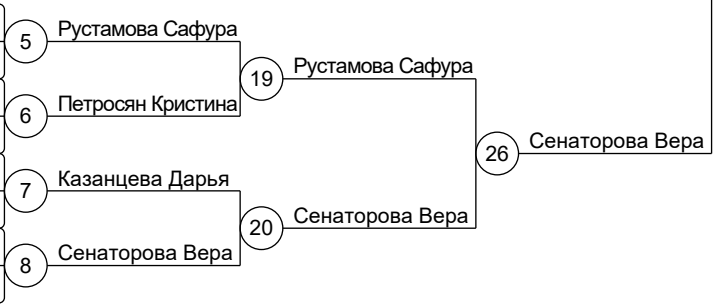 5
Рустамова Сафура
19
Рустамова Сафура
6
Петросян Кристина
26
Сенаторова Вера
7
Казанцева Дарья
20
Сенаторова Вера
8
Сенаторова Вера